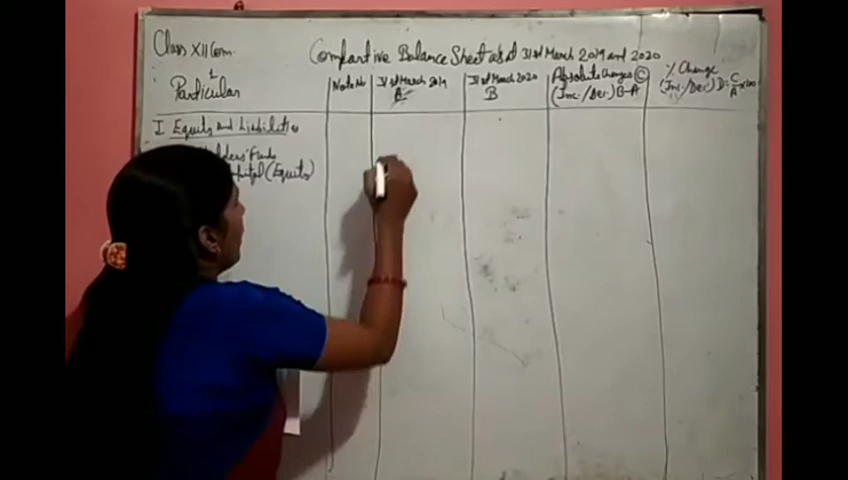 Class XII Com.
Comparative Balance Sheet as at 31st March 2019 and 2020
Particular
Note No
31st March 2019
A
31st March 2020
B
Absolute Changes (C)
(Inc./Dec.) B-A
% Change
(Inc./Dec.) D = C/A x 100
I Equity and Liabilities
Funds
(Equity)